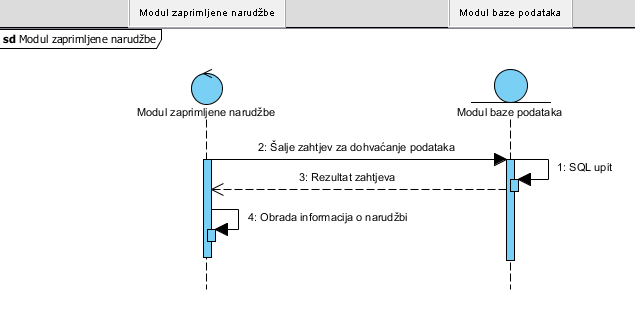 Modul zaprimljene narudžbe
Modul baze podataka
sd Modul zaprimljene narudžbe
Modul zaprimljene narudžbe
Modul baze podataka
2: Šalje zahtjev za dohvaćanje podataka
1: SQL upit
3: Rezultat zahtjeva
4: Obrada informacija o narudžbi